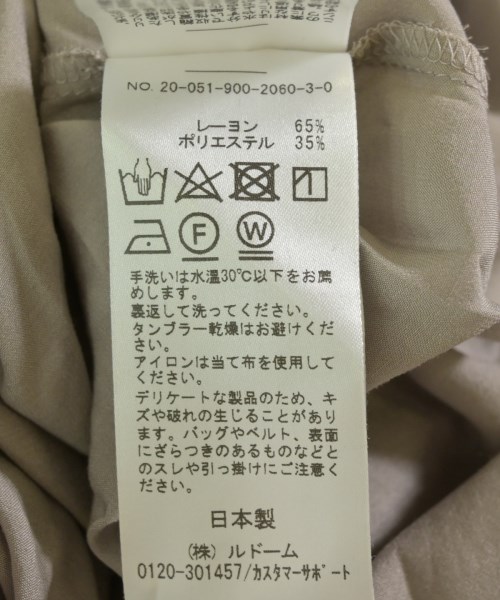 NO. 20-051-900-2060-3-0
レーヨン 65%
ポリエステル 35%
F W
手洗いは水温30℃以下をお薦
めします。
裏返して洗ってください。
タンブラー乾燥はお避けくだ
さい。
アイロンは当て布を使用して
ください。
デリケートな製品のため、キ
ズや破れの生じることがあり
ます。バッグやベルト、表面
にざらつきのあるものなどと
のスレや引っ掛けにご注意く
ださい。
日本製
(株) ルドーム
0120-301457/カスタマーサポート